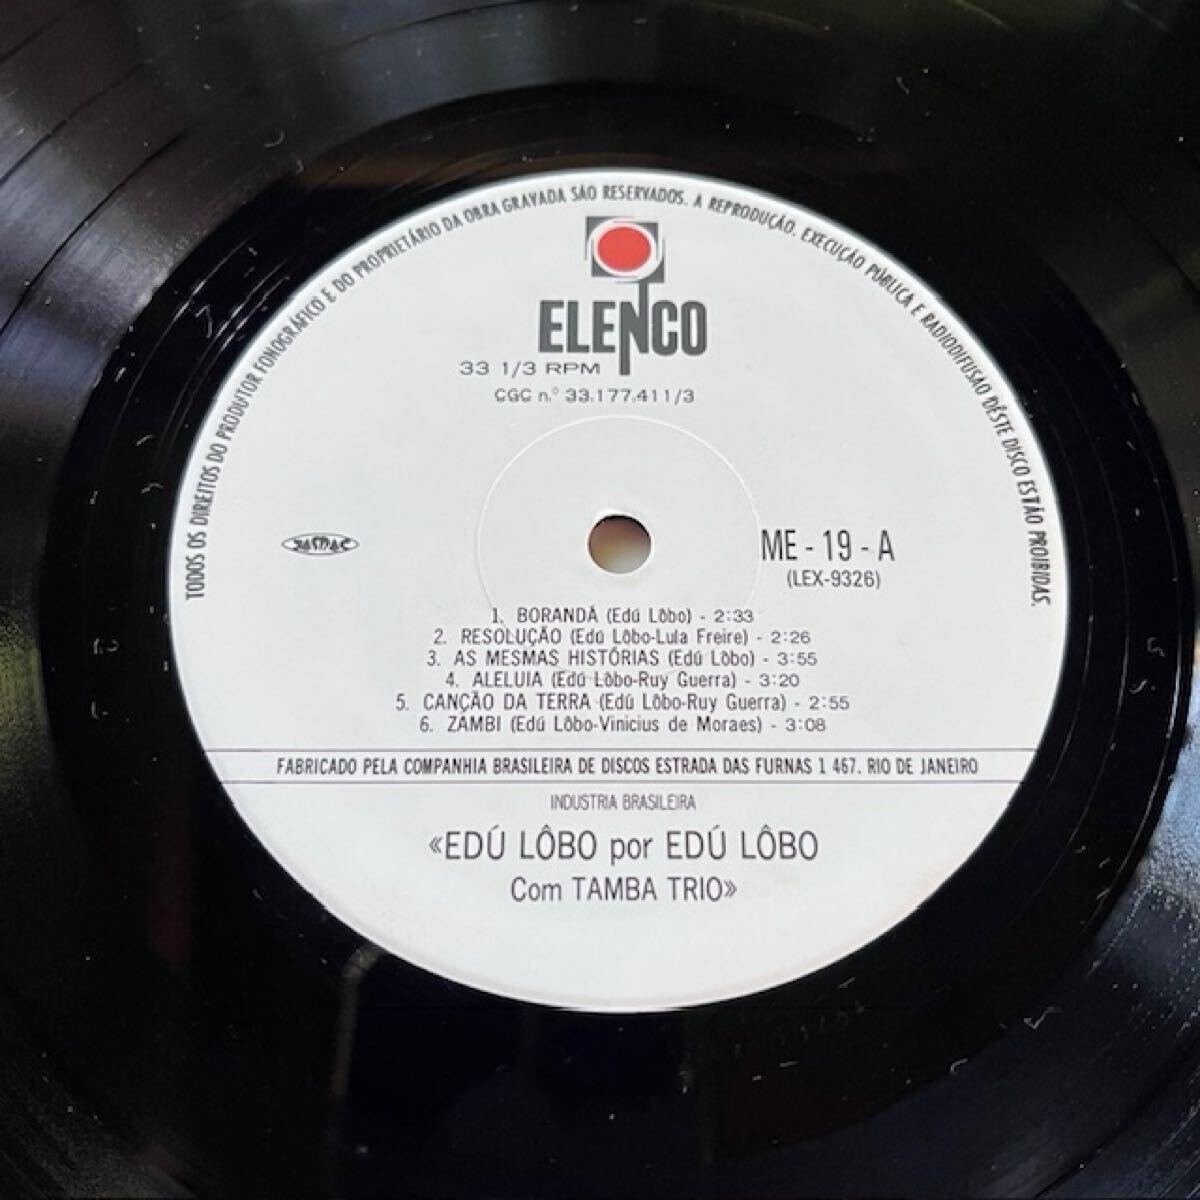 TODOS OS DIREITOS DO PRODUTOR FONOGRÁFICO E DO PROPRIETÁRIO DA OBRA GRAVADA SÃO RESERVADOS. A REPRODUÇÃO. EXECUÇÃO PÚBLICA E RADIODIFUSÃO DÊSTE DISCO ESTÃO PROIBIDAS.
ELENCO
33 1/3 RPM
CGC n.º 33.177.411/3
ME - 19 - A
(LEX-9326)
1. BORANDÁ (Edú Lôbo) - 2:33
2. RESOLUÇÃO (Edú Lôbo-Lula Freire) - 2:26
3. AS MESMAS HISTÓRIAS (Edú Lôbo) - 3:55
4. ALELUIA (Edú Lôbo-Ruy Guerra) - 3:20
5. CANÇÃO DA TERRA (Edú Lôbo-Ruy Guerra) - 2:55
6. ZAMBI (Edú Lôbo-Vinicius de Moraes) - 3:08
FABRICADO PELA COMPANHIA BRASILEIRA DE DISCOS ESTRADA DAS FURNAS 1 467. RIO DE JANEIRO
INDUSTRIA BRASILEIRA
«EDÚ LÔBO por EDÚ LÔBO
Com TAMBA TRIO»